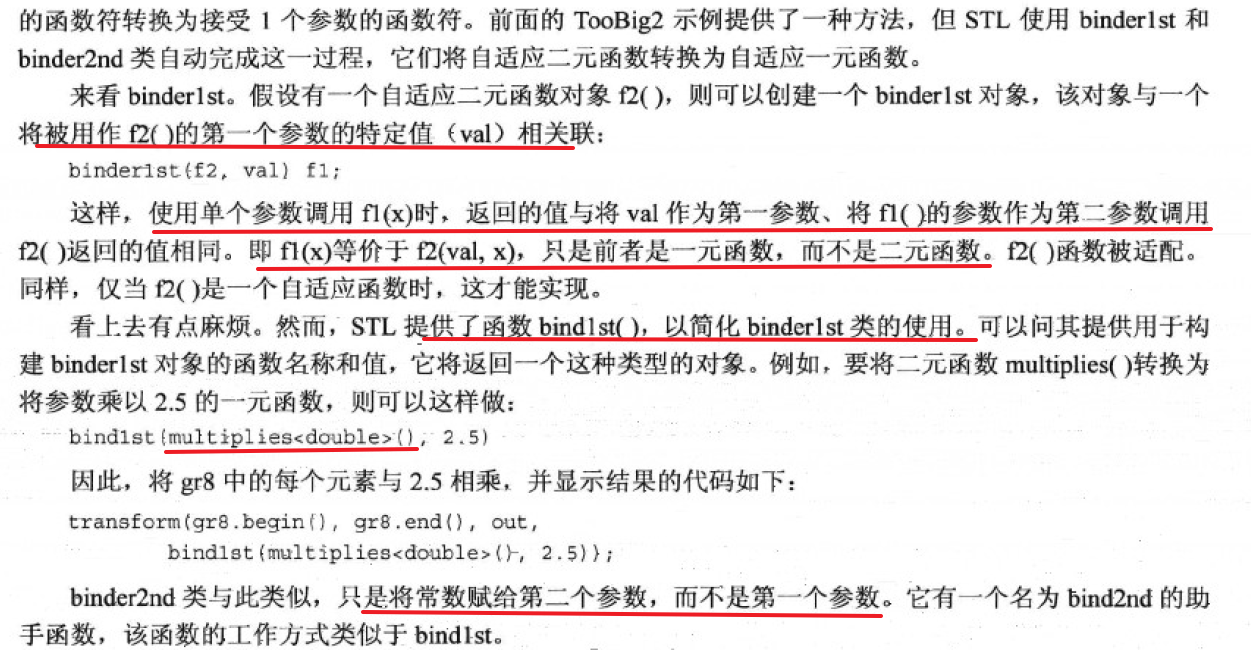 的函数符转换为接受 1 个参数的函数符。前面的 TooBig2 示例提供了一种方法，但 STL 使用 binder1st 和
binder2nd 类自动完成这一过程，它们将自适应二元函数转换为自适应一元函数。
来看 binder1st。假设有一个自适应二元函数对象 f2( )，则可以创建一个 binder1st 对象，该对象与一个
将被用作 f2( )的第一个参数的特定值（val）相关联：
binder1st(f2, val) f1;
这样，使用单个参数调用 f1(x)时，返回的值与将 val 作为第一参数、将 f1( )的参数作为第二参数调用
f2( )返回的值相同。即 f1(x)等价于 f2(val, x)，只是前者是一元函数，而不是二元函数。f2( )函数被适配。
同样，仅当 f2( )是一个自适应函数时，这才能实现。
看上去有点麻烦。然而，STL 提供了函数 bind1st( )，以简化 binder1st 类的使用。可以问其提供用于构
建 binder1st 对象的函数名称和值，它将返回一个这种类型的对象。例如，要将二元函数 multiplies( )转换为
将参数乘以 2.5 的一元函数，则可以这样做：
bind1st(multiplies<double>(), 2.5)
因此，将 gr8 中的每个元素与 2.5 相乘，并显示结果的代码如下：
transform(gr8.begin(), gr8.end(), out,
bind1st(multiplies<double>(), 2.5));
binder2nd 类与此类似，只是将常数赋给第二个参数，而不是第一个参数。它有一个名为 bind2nd 的助
手函数，该函数的工作方式类似于 bind1st。